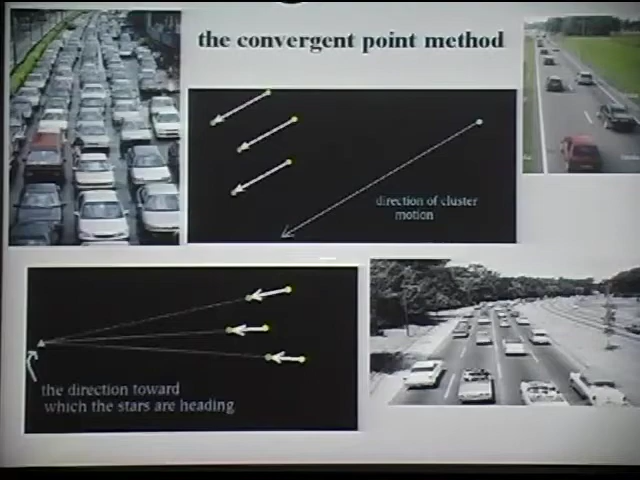 the convergent point method
direction of cluster
motion
the direction toward
which the stars are heading